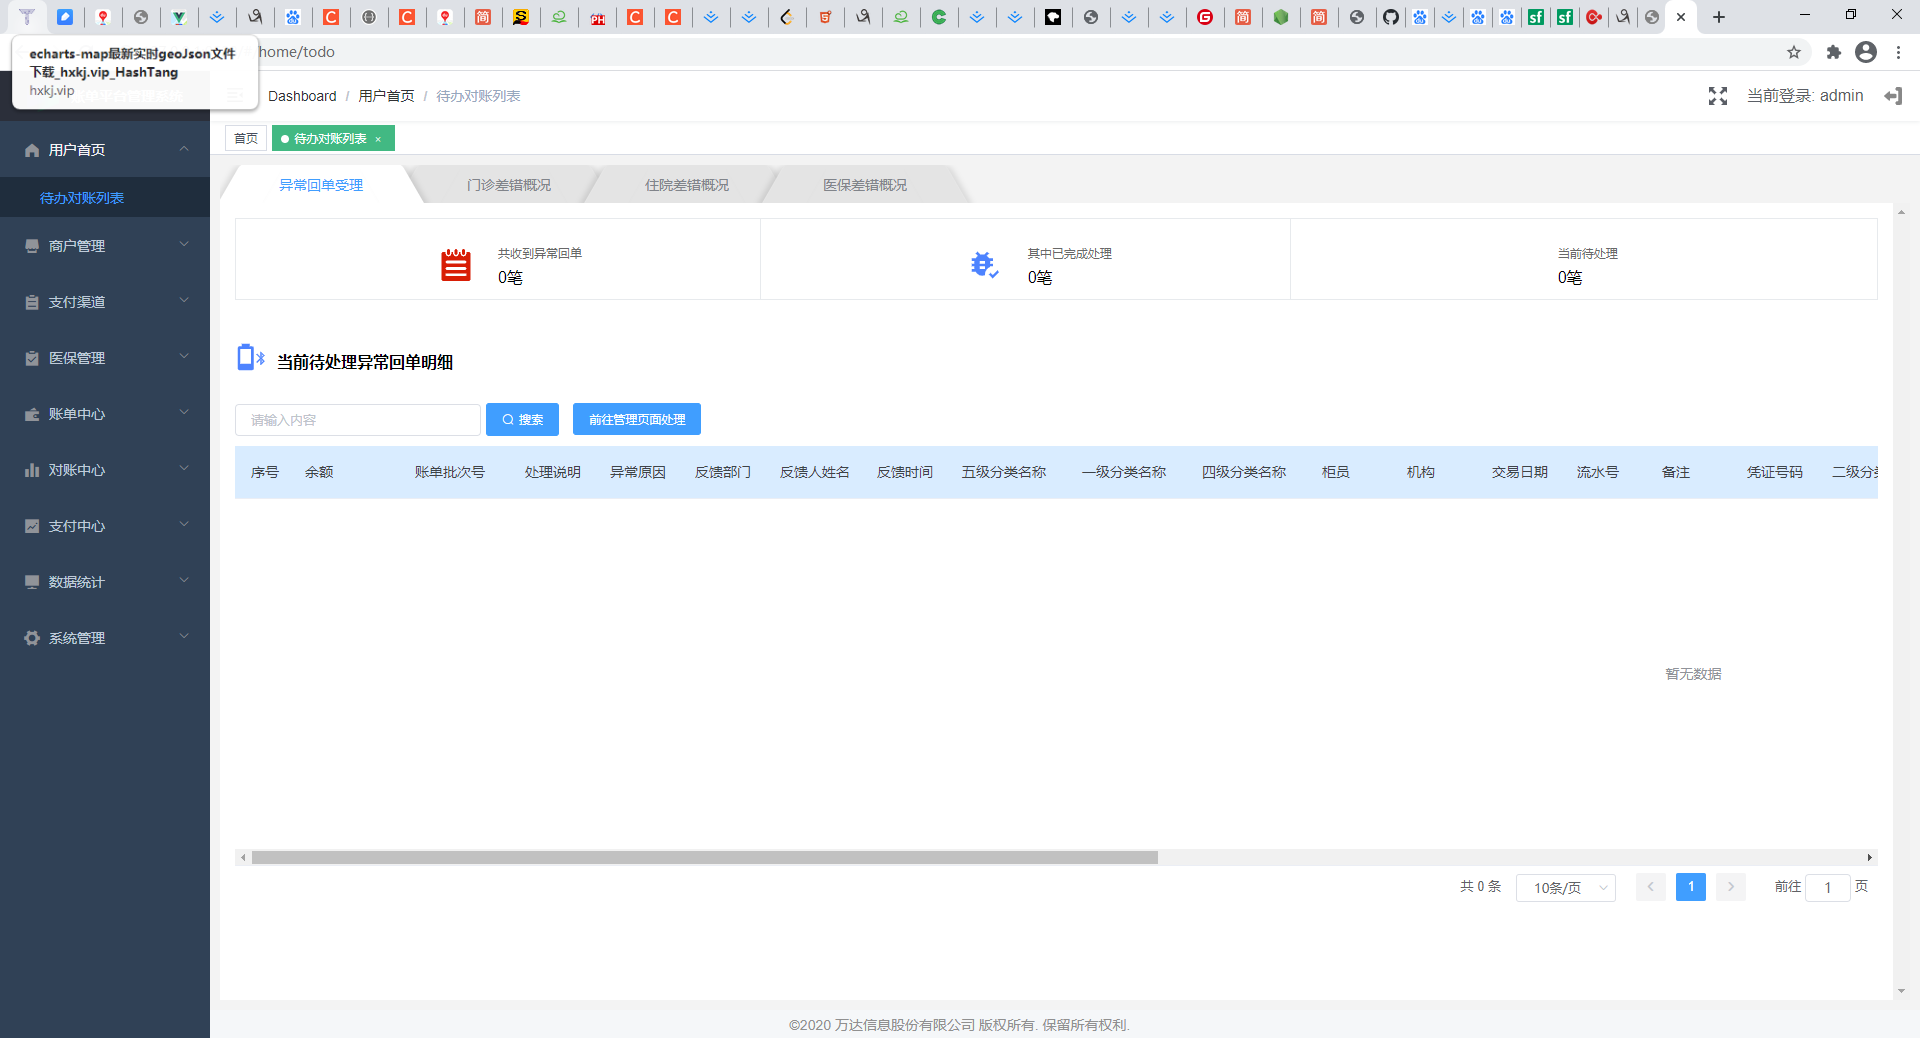 echarts-map最新实时geoJson文件
下载_hxkj.vip_HashTang
hxkj.vip
home/todo
Dashboard / 用户首页 / 待办对账列表
当前登录: admin
首页
待办对账列表 ×
用户首页
待办对账列表
商户管理
支付渠道
医保管理
账单中心
对账中心
支付中心
数据统计
系统管理
异常回单受理
门诊差错概况
住院差错概况
医保差错概况
共收到异常回单
0笔
其中已完成处理
0笔
当前待处理
0笔
当前待处理异常回单明细
请输入内容
搜索
前往管理页面处理
序号 余额 账单批次号 处理说明 异常原因 反馈部门 反馈人姓名 反馈时间 五级分类名称 一级分类名称 四级分类名称 柜员 机构 交易日期 流水号 备注 凭证号码 二级分
暂无数据
共 0 条 10条/页 1 前往 1 页
©2020 万达信息股份有限公司 版权所有. 保留所有权利.